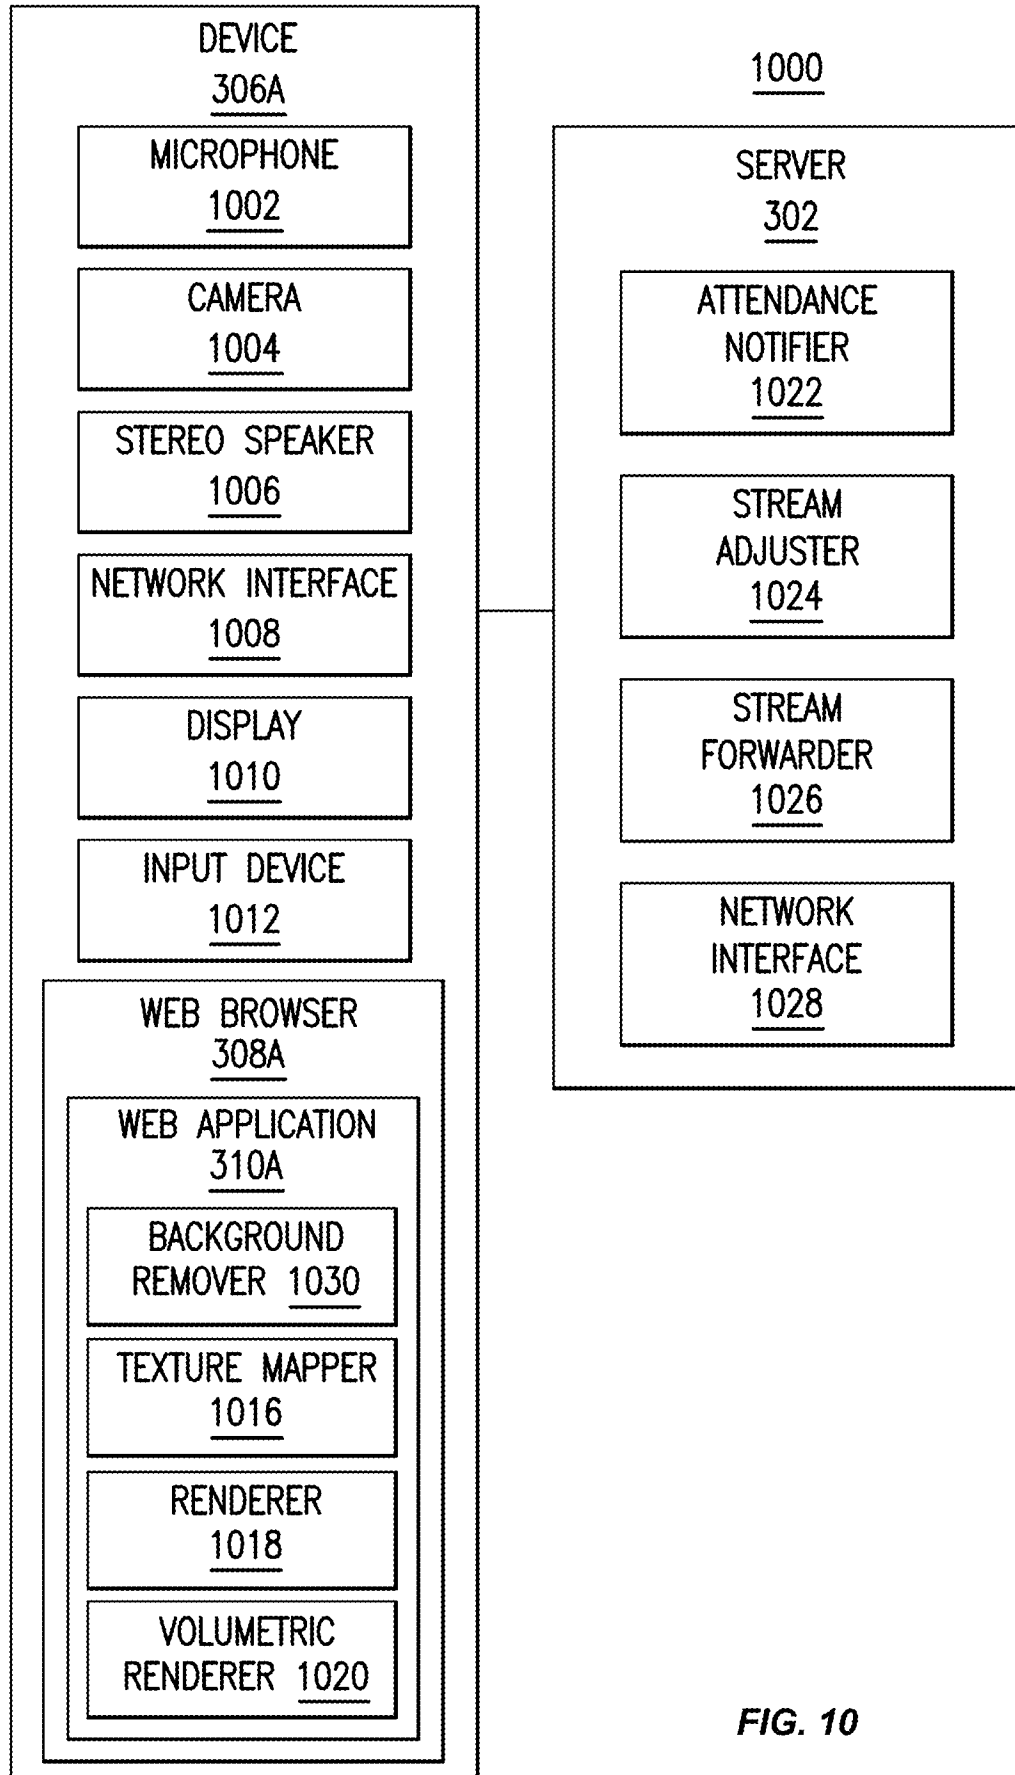 DEVICE
306A
MICROPHONE
1002
CAMERA
1004
STEREO SPEAKER
1006
NETWORK INTERFACE
1008
DISPLAY
1010
INPUT DEVICE
1012
WEB BROWSER
308A
WEB APPLICATION
310A
BACKGROUND
REMOVER 1030
TEXTURE MAPPER
1016
RENDERER
1018
VOLUMETRIC
RENDERER 1020
1000
SERVER
302
ATTENDANCE
NOTIFIER
1022
STREAM
ADJUSTER
1024
STREAM
FORWARDER
1026
NETWORK
INTERFACE
1028
FIG. 10